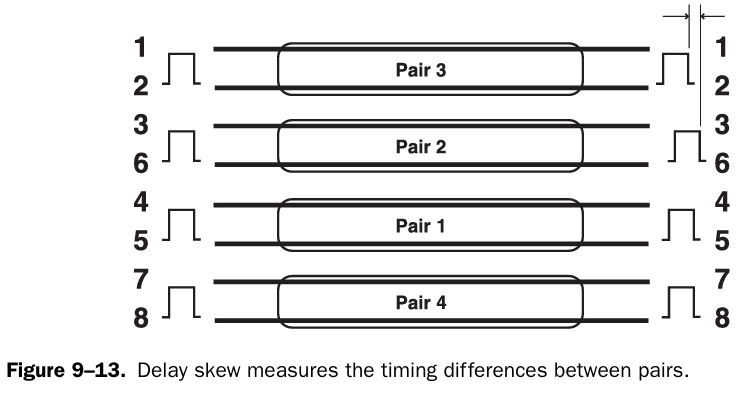 1 1
Pair 3
2 2
3 3
Pair 2
6 6
4 4
Pair 1
5 5
7 7
Pair 4
8 8
Figure 9–13. Delay skew measures the timing differences between pairs.